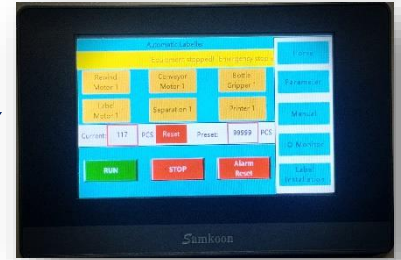 Automatic Labeller
Equipment stopped! Emergency stop s
Home
Rewind
Motor 1
Conveyor
Motor 1
Bottle
Gripper
Parameter
Label
Motor 1
Separation 1
Printer 1
Manual
Current: 117 PCS Reset Preset: 99999 PCS
IO Monitor
RUN
STOP
Alarm
Reset
Label
Installation
Samkoon